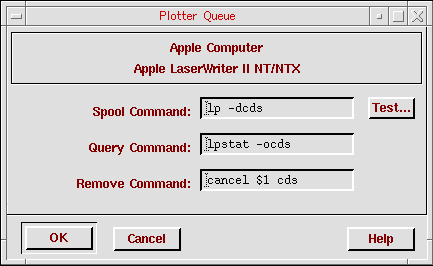 Plotter Queue
Apple Computer
Apple LaserWriter II NT/NTX
Spool Command: lp -dcds Test...
Query Command: lpstat -ocds
Remove Command: cancel $1 cds
OK Cancel Help